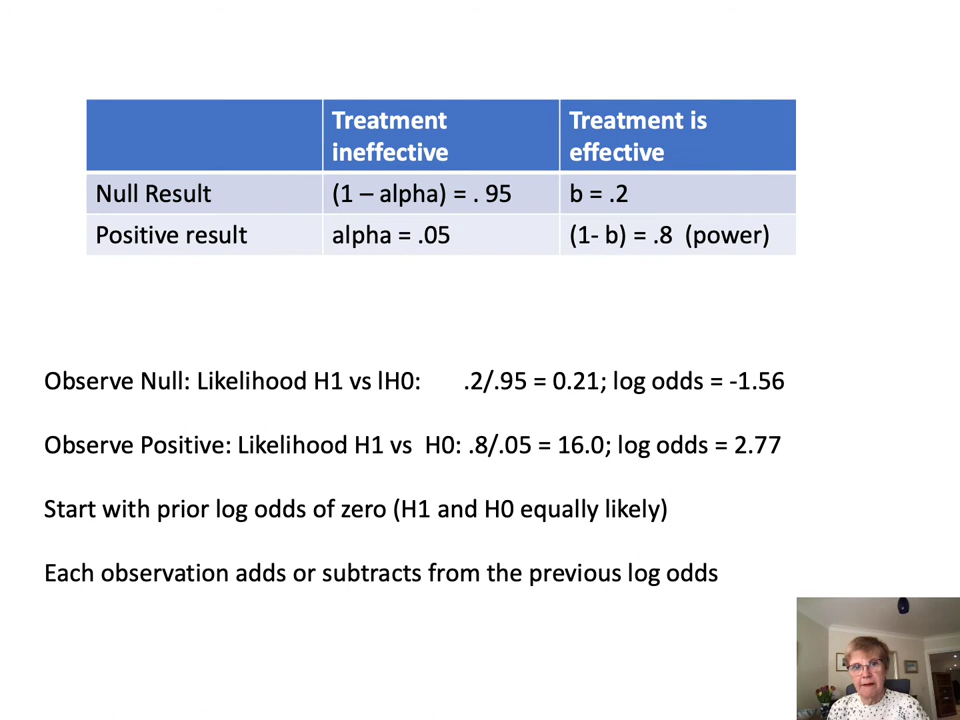 Treatment ineffective
Treatment is effective
Null Result (1 – alpha) = . 95 b = .2
Positive result alpha = .05 (1- b) = .8 (power)
Observe Null: Likelihood H1 vs lH0: .2/.95 = 0.21; log odds = -1.56
Observe Positive: Likelihood H1 vs H0: .8/.05 = 16.0; log odds = 2.77
Start with prior log odds of zero (H1 and H0 equally likely)
Each observation adds or subtracts from the previous log odds